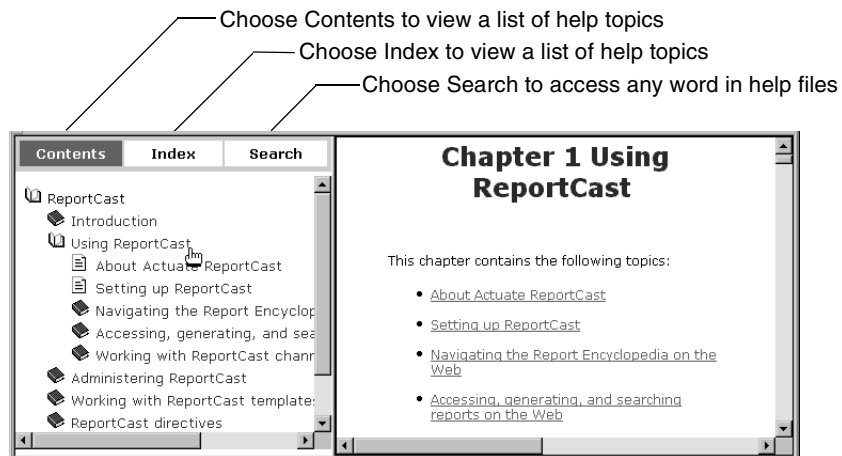 Choose Contents to view a list of help topics
Choose Index to view a list of help topics
Choose Search to access any word in help files
Contents Index Search
ReportCast
Introduction
Using ReportCast
About Actuate ReportCast
Setting up ReportCast
Navigating the Report Encyclop
Accessing, generating, and sea
Working with ReportCast chann
Administering ReportCast
Working with ReportCast templates
ReportCast directives
Chapter 1 Using
ReportCast
This chapter contains the following topics:
• About Actuate ReportCast
• Setting up ReportCast
• Navigating the Report Encyclopedia on the
Web
• Accessing, generating, and searching
reports on the Web